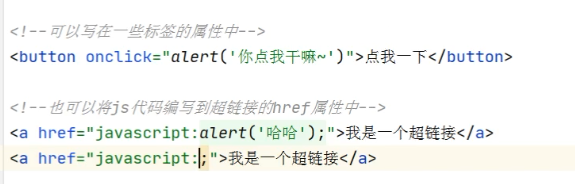 <!--可以写在一些标签的属性中-->
<button onclick="alert('你点我干嘛~')">点我一下</button>
<!--也可以将js代码编写到超链接的href属性中-->
<a href="javascript:alert('哈哈');">我是一个超链接</a>
<a href="javascript:;">我是一个超链接</a>